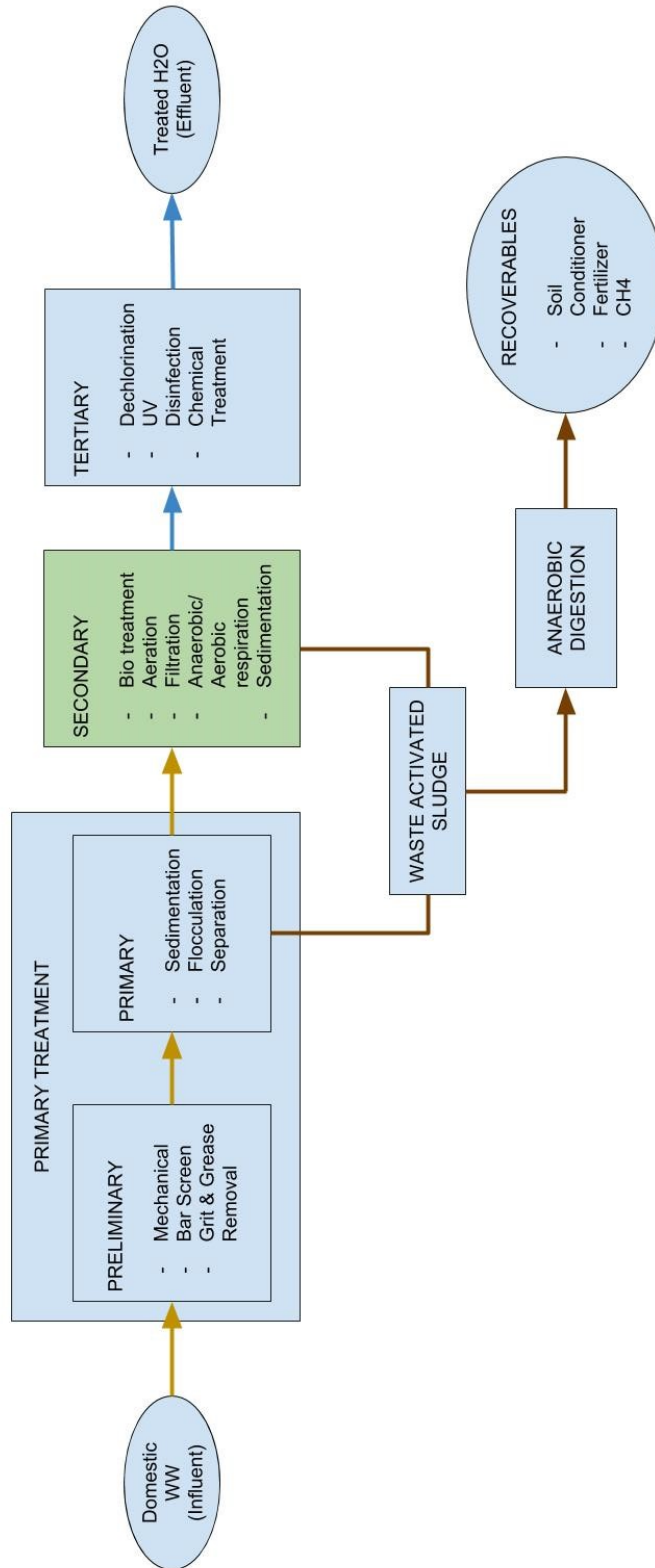 Domestic
WW
(Influent)
PRIMARY TREATMENT
PRELIMINARY
- Mechanical
- Bar Screen
- Grit & Grease
Removal
PRIMARY
- Sedimentation
- Flocculation
- Separation
SECONDARY
- Bio treatment
- Aeration
- Filtration
- Anaerobic/
Aerobic
respiration
- Sedimentation
TERTIARY
- Dechlorination
- UV
Disinfection
- Chemical
Treatment
Treated H2O
(Effluent)
WASTE ACTIVATED
SLUDGE
ANAEROBIC
DIGESTION
RECOVERABLES
- Soil
Conditioner
- Fertilizer
- CH4